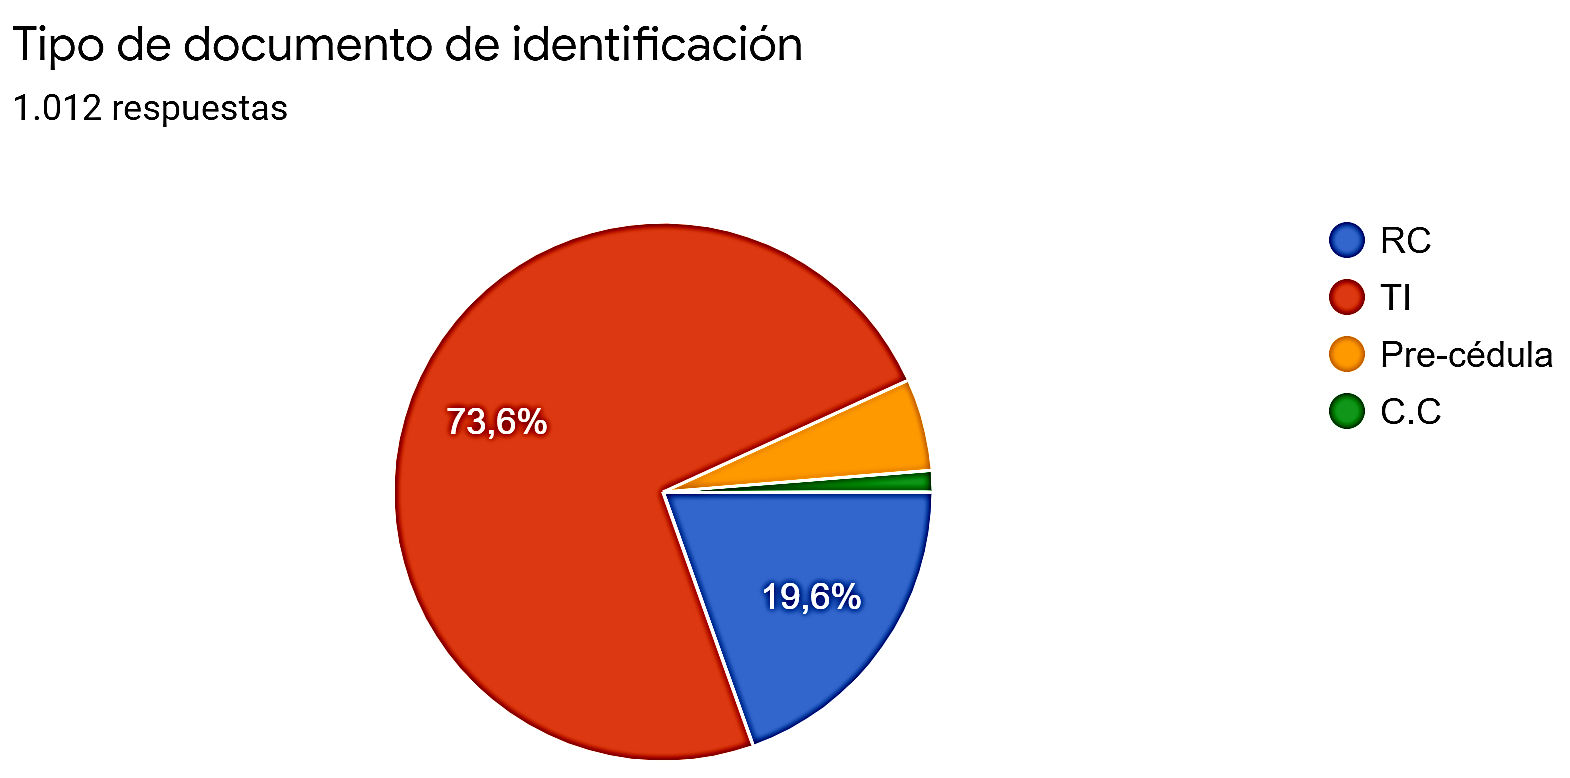 Tipo de documento de identificación
1.012 respuestas
RC
TI
Pre-cédula
C.C
73,6%
19,6%